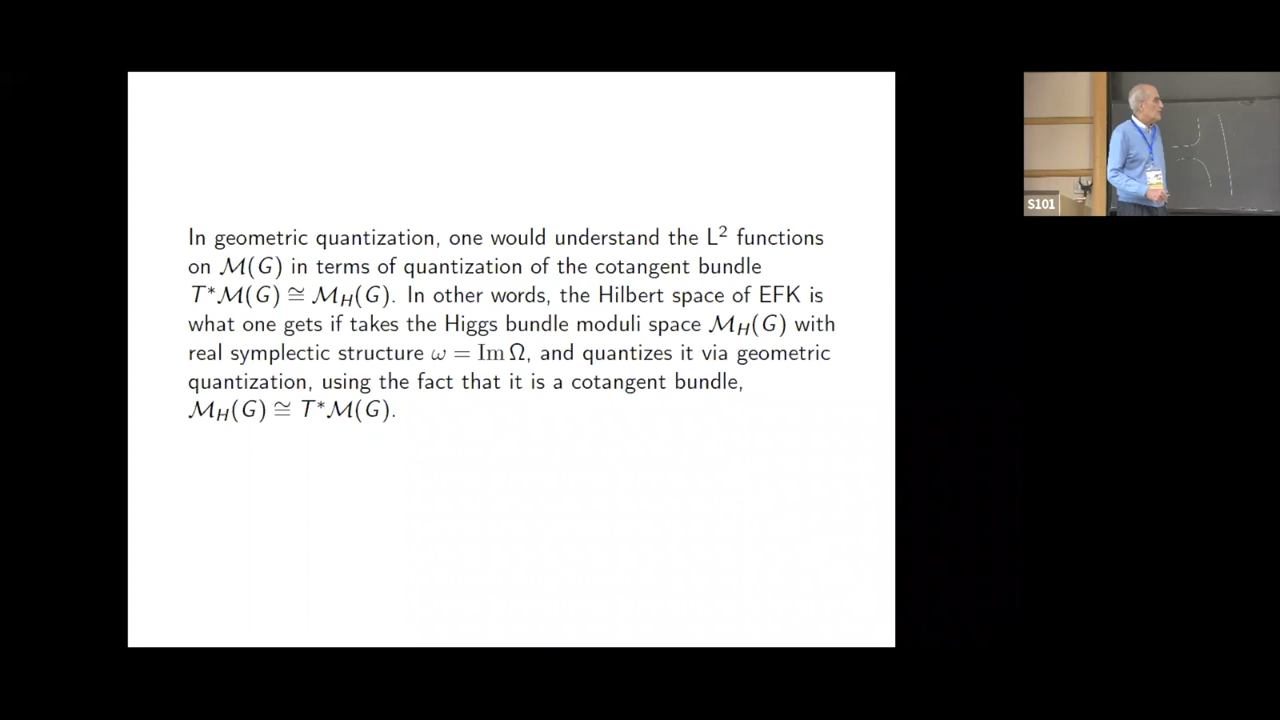 In geometric quantization, one would understand the L² functions
on ℳ(G) in terms of quantization of the cotangent bundle
T*ℳ(G) ≅ ℳ_H(G). In other words, the Hilbert space of EFK is
what one gets if takes the Higgs bundle moduli space ℳ_H(G) with
real symplectic structure ω = Im Ω, and quantizes it via geometric
quantization, using the fact that it is a cotangent bundle,
ℳ_H(G) ≅ T*ℳ(G).
S101